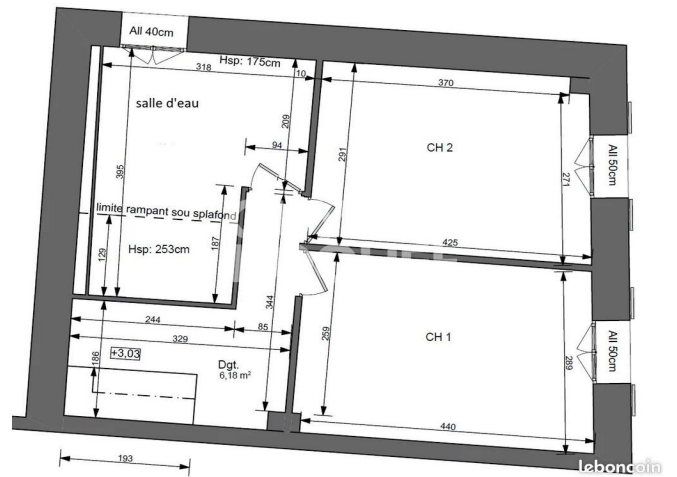 All 40cm
Hsp: 175cm
318
10
370
salle d'eau
209
94
291
CH 2
271
All 50cm
395
limite rampant sou splafond
187
425
Hsp: 253cm
129
344
244
85
259
CH 1
289
All 50cm
329
186
+3,03
Dgt.
6,18 m²
440
193
leboncoin